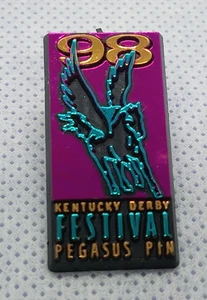 98
KENTUCKY DERBY
FESTIVAL
PEGASUS PIN